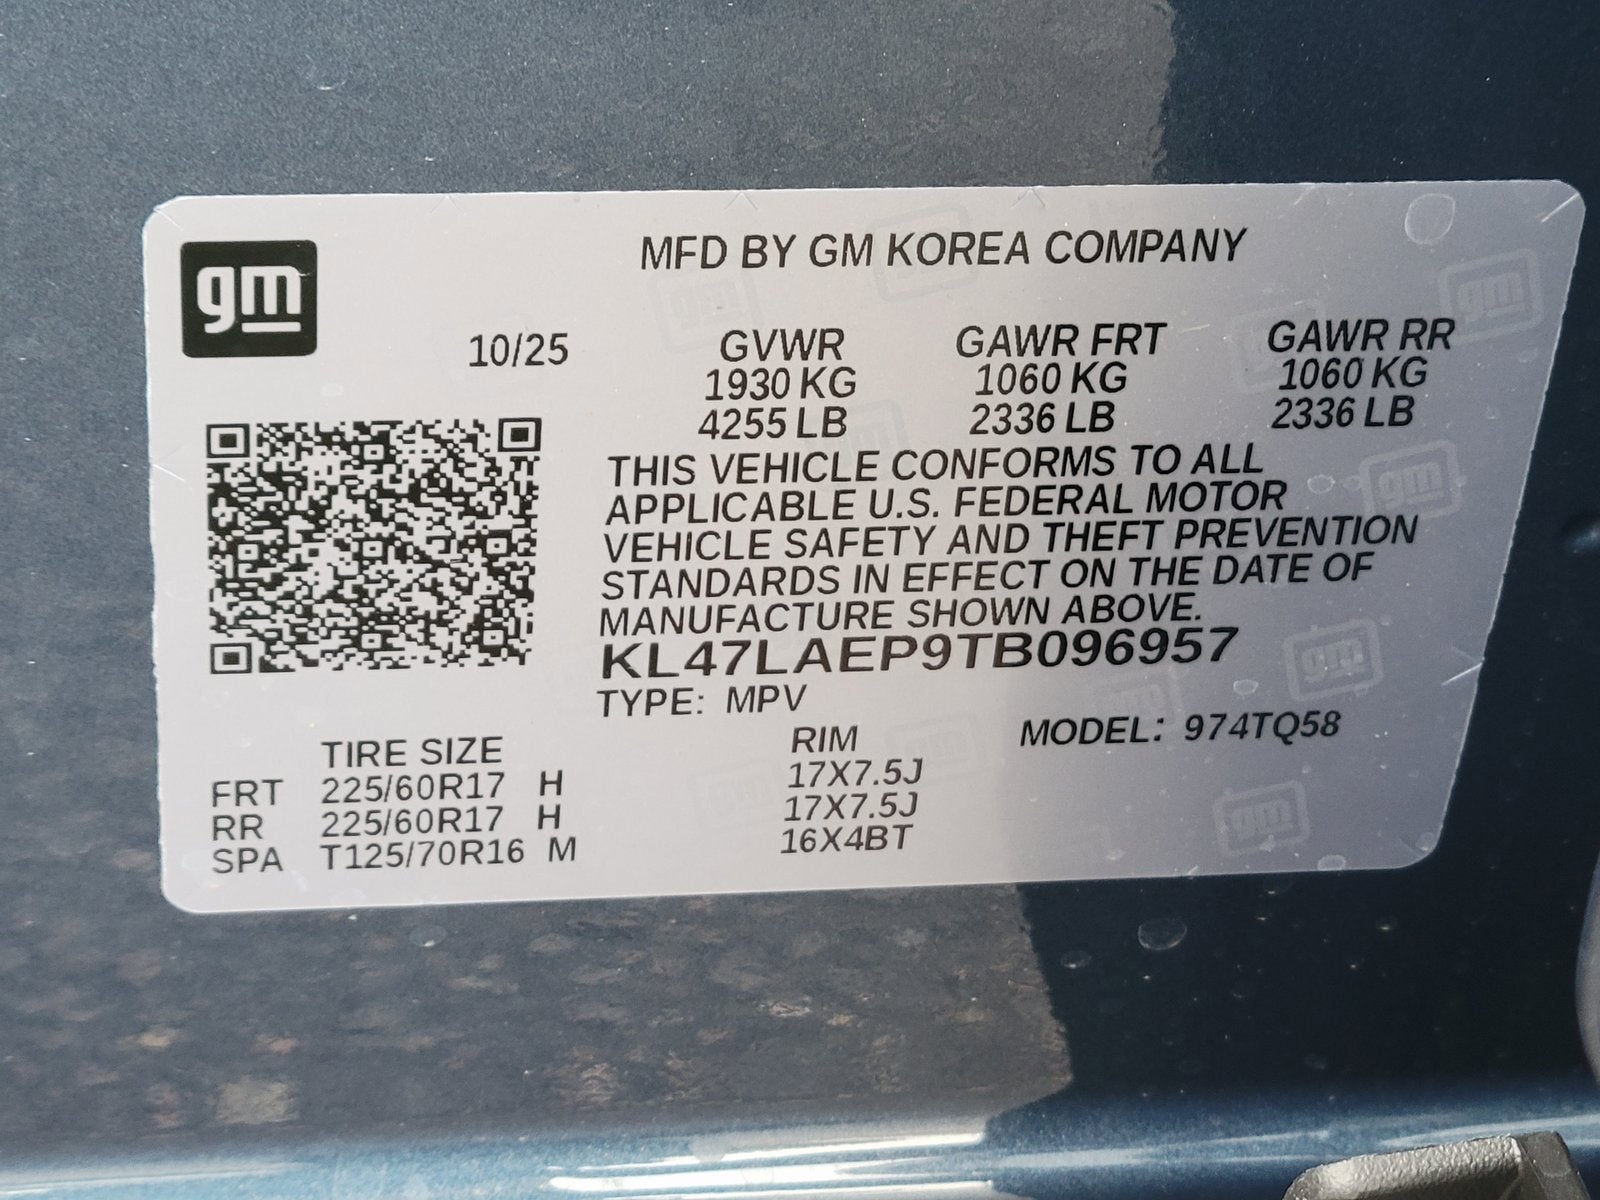 gm
MFD BY GM KOREA COMPANY
10/25
GVWR GAWR FRT GAWR RR
1930 KG 1060 KG 1060 KG
4255 LB 2336 LB 2336 LB
THIS VEHICLE CONFORMS TO ALL
APPLICABLE U.S. FEDERAL MOTOR
VEHICLE SAFETY AND THEFT PREVENTION
STANDARDS IN EFFECT ON THE DATE OF
MANUFACTURE SHOWN ABOVE.
KL47LAEP9TB096957
TYPE: MPV MODEL: 974TQ58
TIRE SIZE RIM
FRT 225/60R17 H 17X7.5J
RR 225/60R17 H 17X7.5J
SPA T125/70R16 M 16X4BT